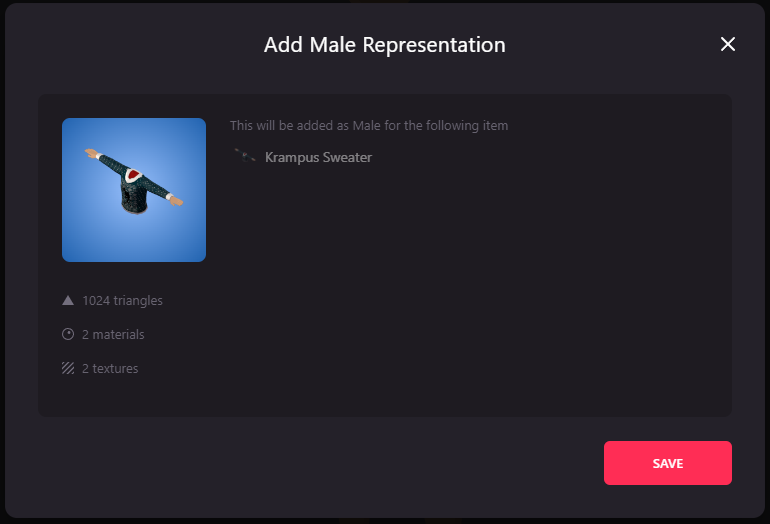 Add Male Representation
This will be added as Male for the following item
Krampus Sweater
1024 triangles
2 materials
2 textures
SAVE